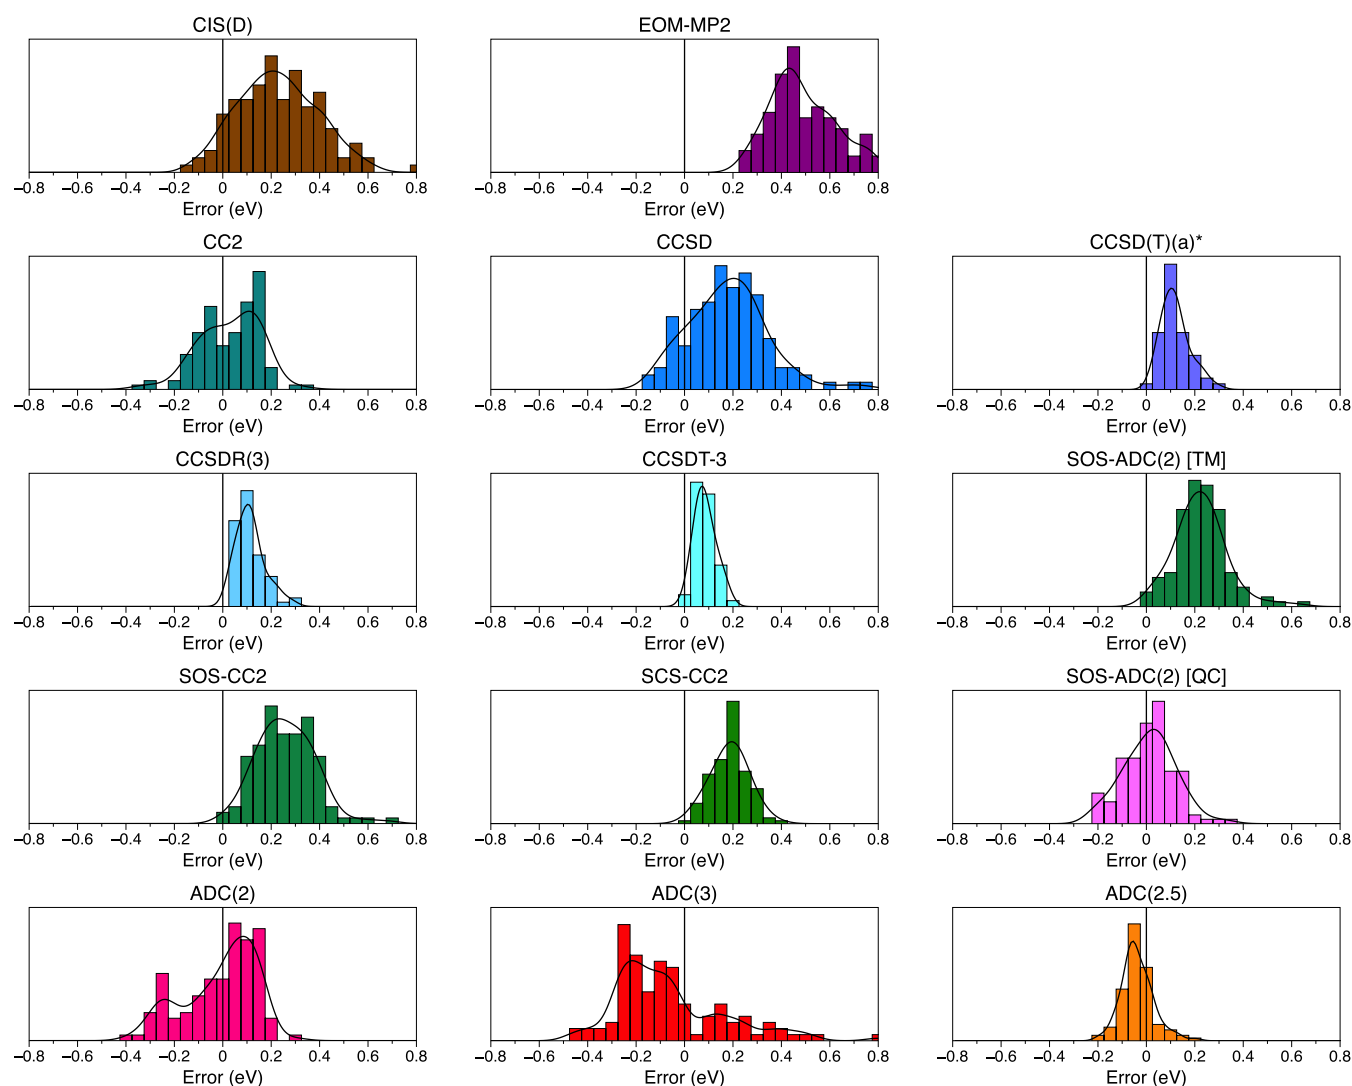 CIS(D)
EOM-MP2
−0.8 −0.6 −0.4 −0.2 0 0.2 0.4 0.6 0.8
−0.8 −0.6 −0.4 −0.2 0 0.2 0.4 0.6 0.8
Error (eV)
Error (eV)
CC2
CCSD
CCSD(T)(a)*
−0.8 −0.6 −0.4 −0.2 0 0.2 0.4 0.6 0.8
−0.8 −0.6 −0.4 −0.2 0 0.2 0.4 0.6 0.8
−0.8 −0.6 −0.4 −0.2 0 0.2 0.4 0.6 0.8
Error (eV)
Error (eV)
Error (eV)
CCSDR(3)
CCSDT-3
SOS-ADC(2) [TM]
−0.8 −0.6 −0.4 −0.2 0 0.2 0.4 0.6 0.8
−0.8 −0.6 −0.4 −0.2 0 0.2 0.4 0.6 0.8
−0.8 −0.6 −0.4 −0.2 0 0.2 0.4 0.6 0.8
Error (eV)
Error (eV)
Error (eV)
SOS-CC2
SCS-CC2
SOS-ADC(2) [QC]
−0.8 −0.6 −0.4 −0.2 0 0.2 0.4 0.6 0.8
−0.8 −0.6 −0.4 −0.2 0 0.2 0.4 0.6 0.8
−0.8 −0.6 −0.4 −0.2 0 0.2 0.4 0.6 0.8
Error (eV)
Error (eV)
Error (eV)
ADC(2)
ADC(3)
ADC(2.5)
−0.8 −0.6 −0.4 −0.2 0 0.2 0.4 0.6 0.8
−0.8 −0.6 −0.4 −0.2 0 0.2 0.4 0.6 0.8
−0.8 −0.6 −0.4 −0.2 0 0.2 0.4 0.6 0.8
Error (eV)
Error (eV)
Error (eV)